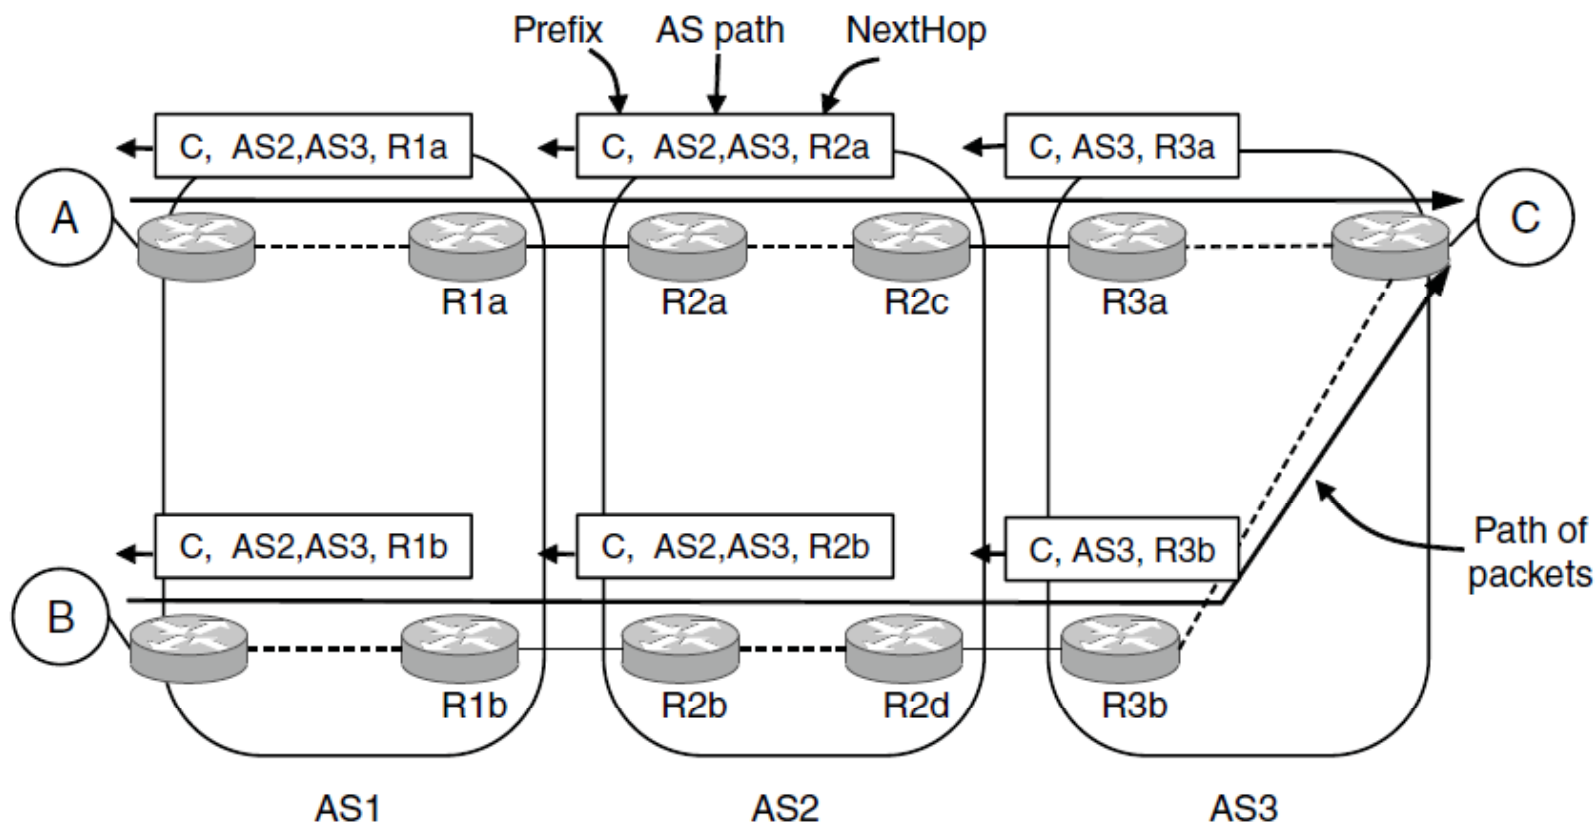 Prefix AS path NextHop
C, AS2,AS3, R1a
C, AS2,AS3, R2a
C, AS3, R3a
A
C
R1a
R2a
R2c
R3a
C, AS2,AS3, R1b
C, AS2,AS3, R2b
C, AS3, R3b
Path of
packets
B
R1b
R2b
R2d
R3b
AS1
AS2
AS3